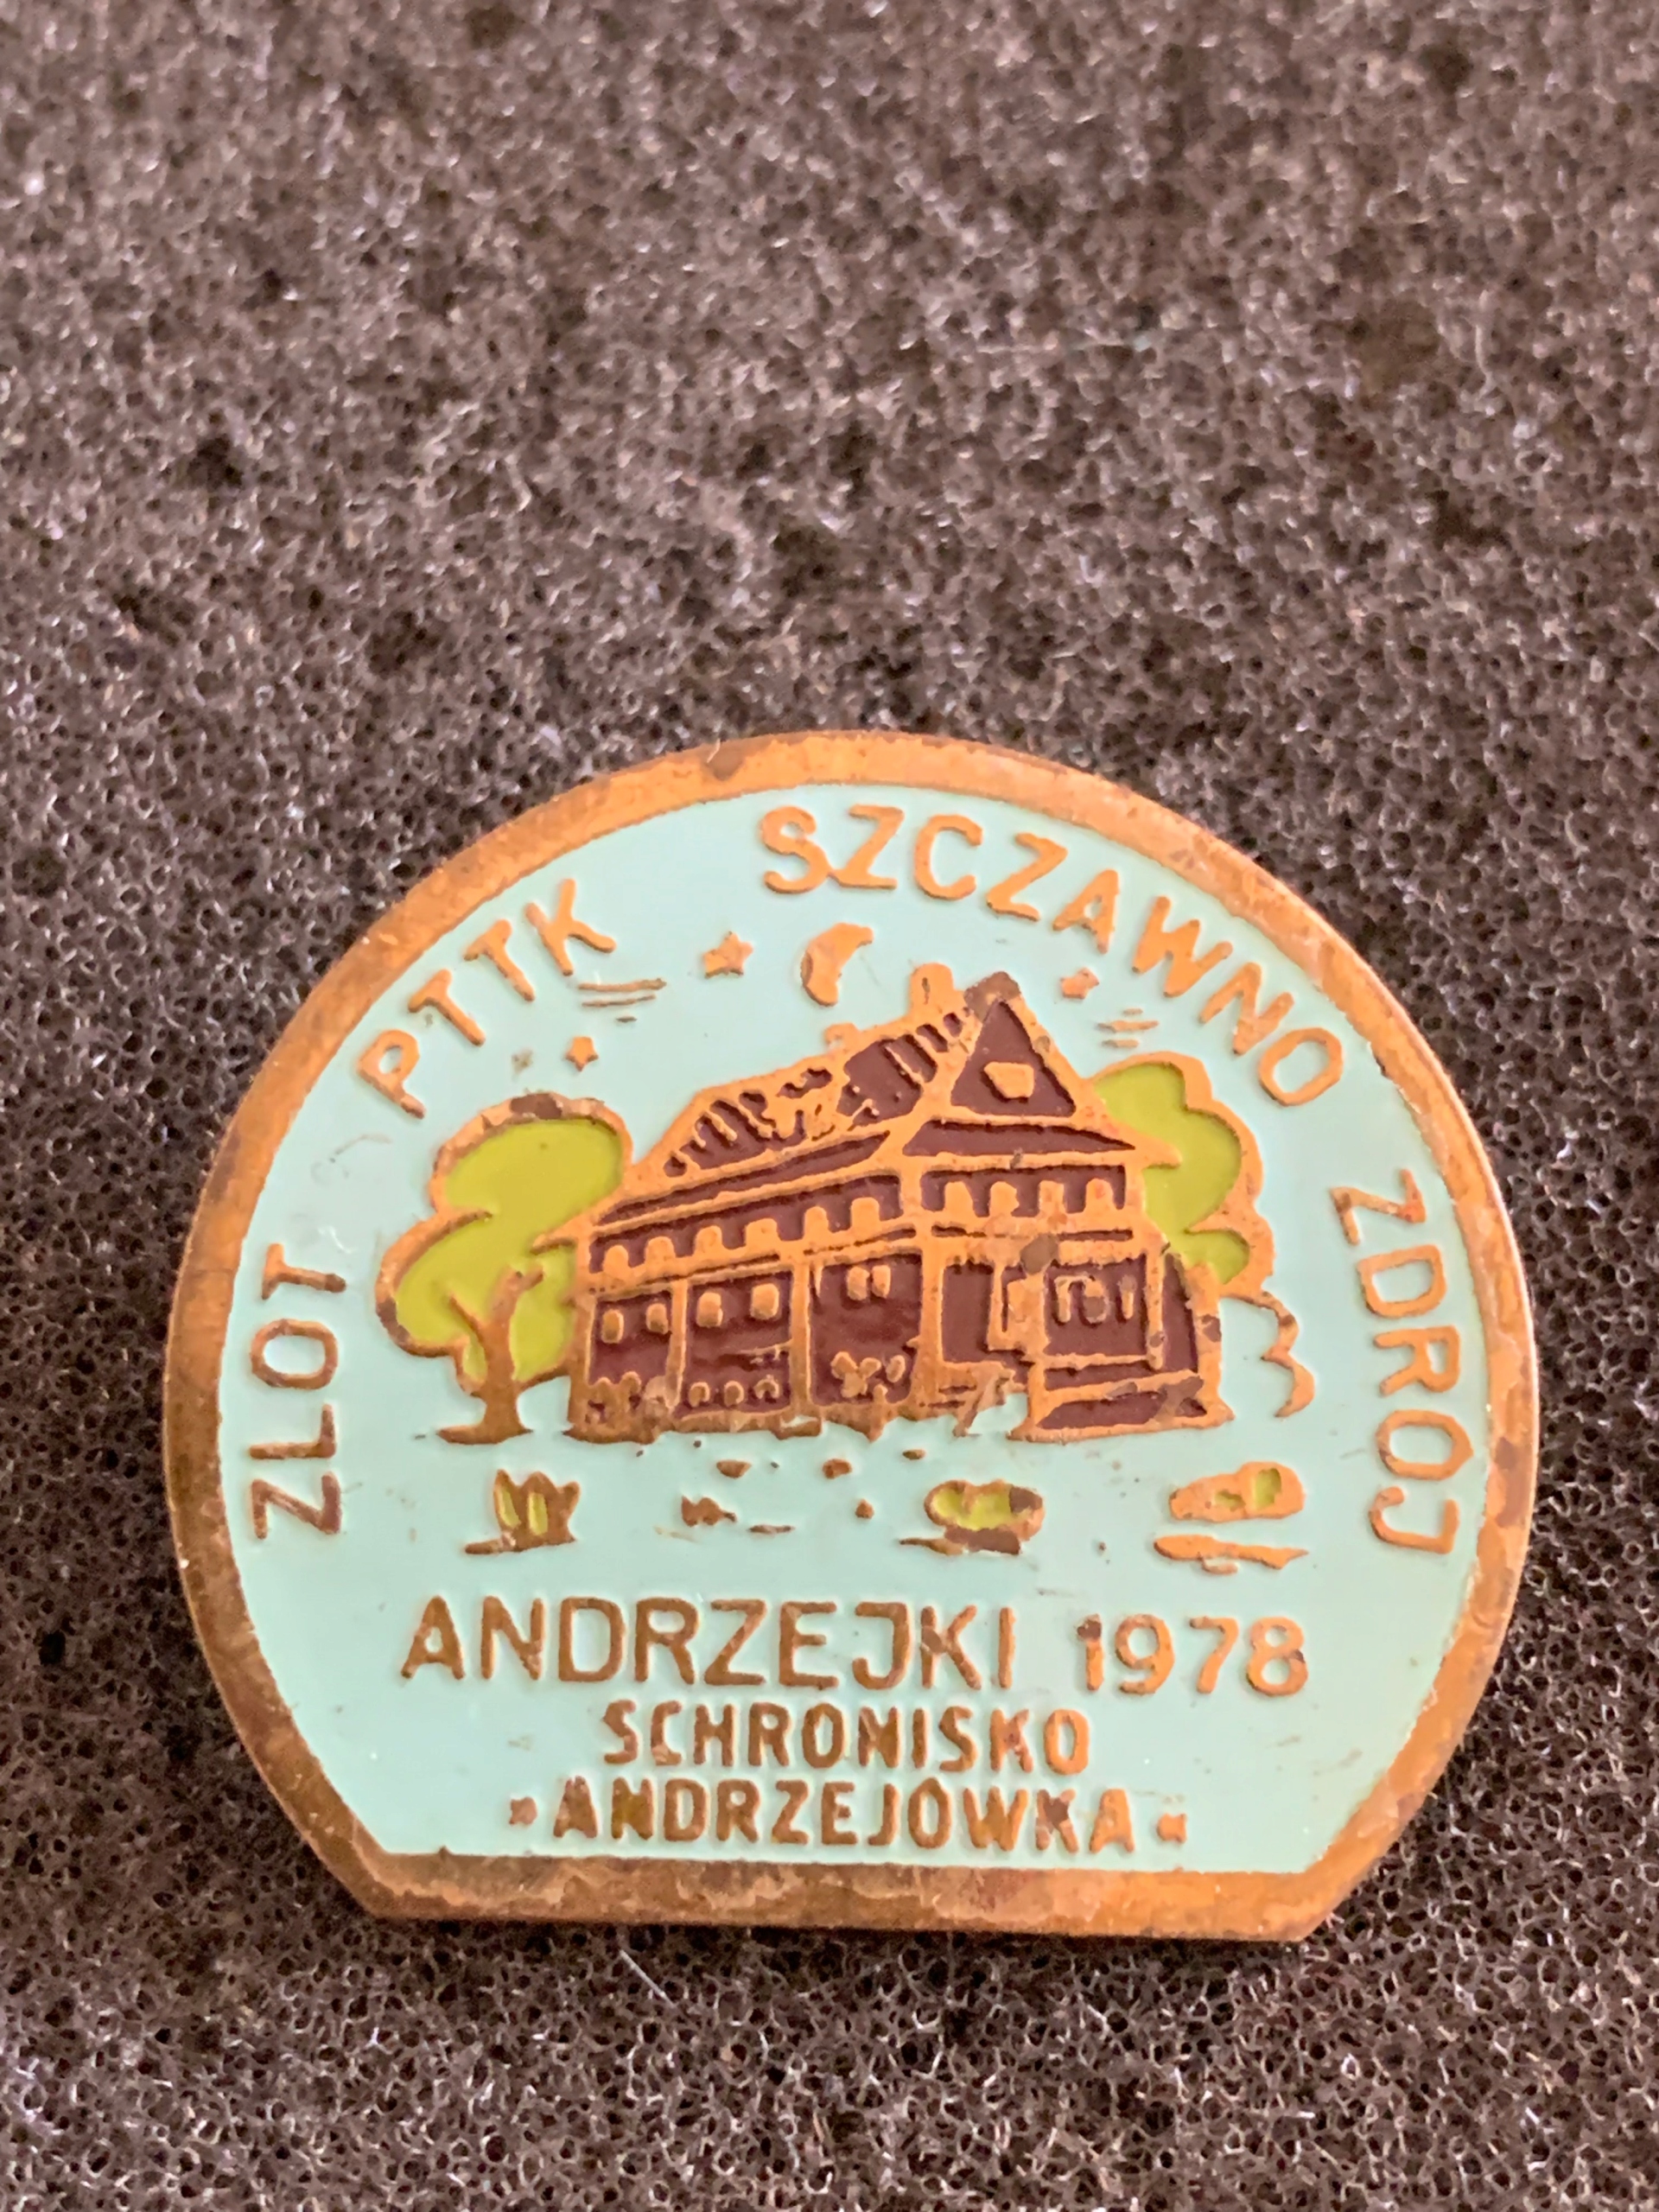 ZLOT PTTK SZCZAWNO ZDRÓJ
ANDRZEJKI 1978
SCHRONISKO
ANDRZEJÓWKA